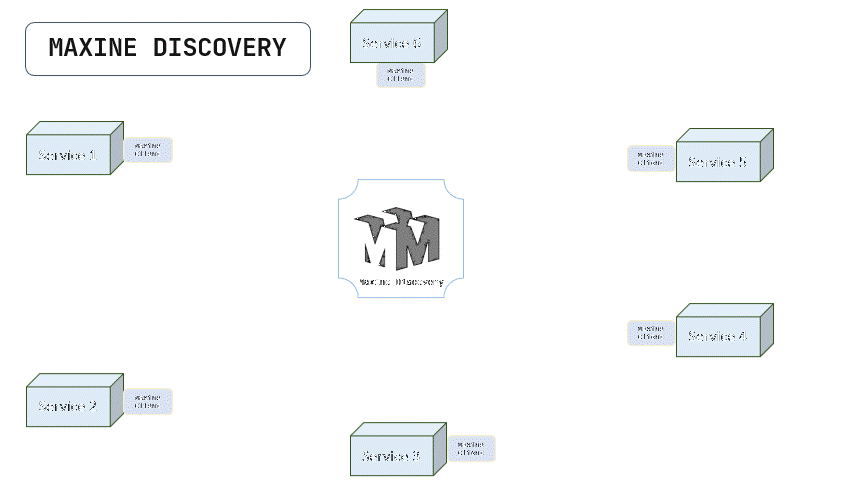 MAXINE DISCOVERY
Service 6
Maxine
Client
Service 1
Maxine
Client
Service 5
Maxine
Client
Maxine Discovery
Service 4
Maxine
Client
Service 2
Maxine
Client
Service 3
Maxine
Client